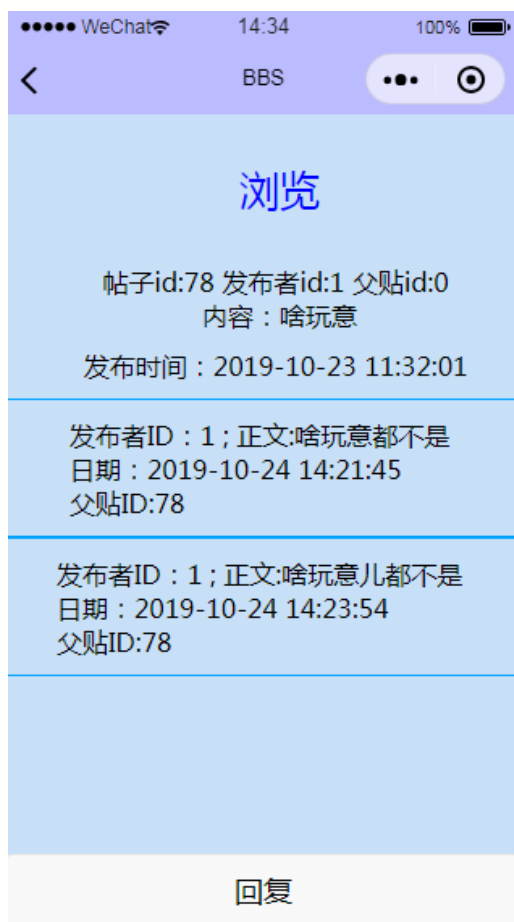 WeChat 14:34 100%
BBS
浏览
帖子id:78 发布者id:1 父贴id:0
内容：啥玩意
发布时间：2019-10-23 11:32:01
发布者ID：1 ; 正文:啥玩意都不是
日期：2019-10-24 14:21:45
父贴ID:78
发布者ID：1 ; 正文:啥玩意儿都不是
日期：2019-10-24 14:23:54
父贴ID:78
回复